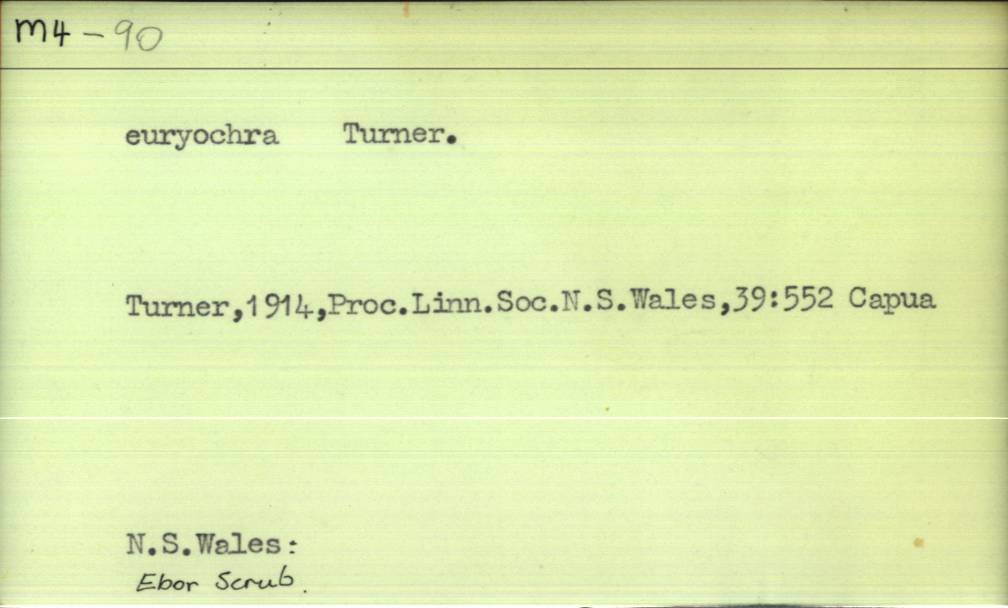 M4 - 90
euryochra Turner.
Turner,1914,Proc.Linn.Soc.N.S.Wales,39:552 Capua
N.S.Wales:
Ebor Scrub.